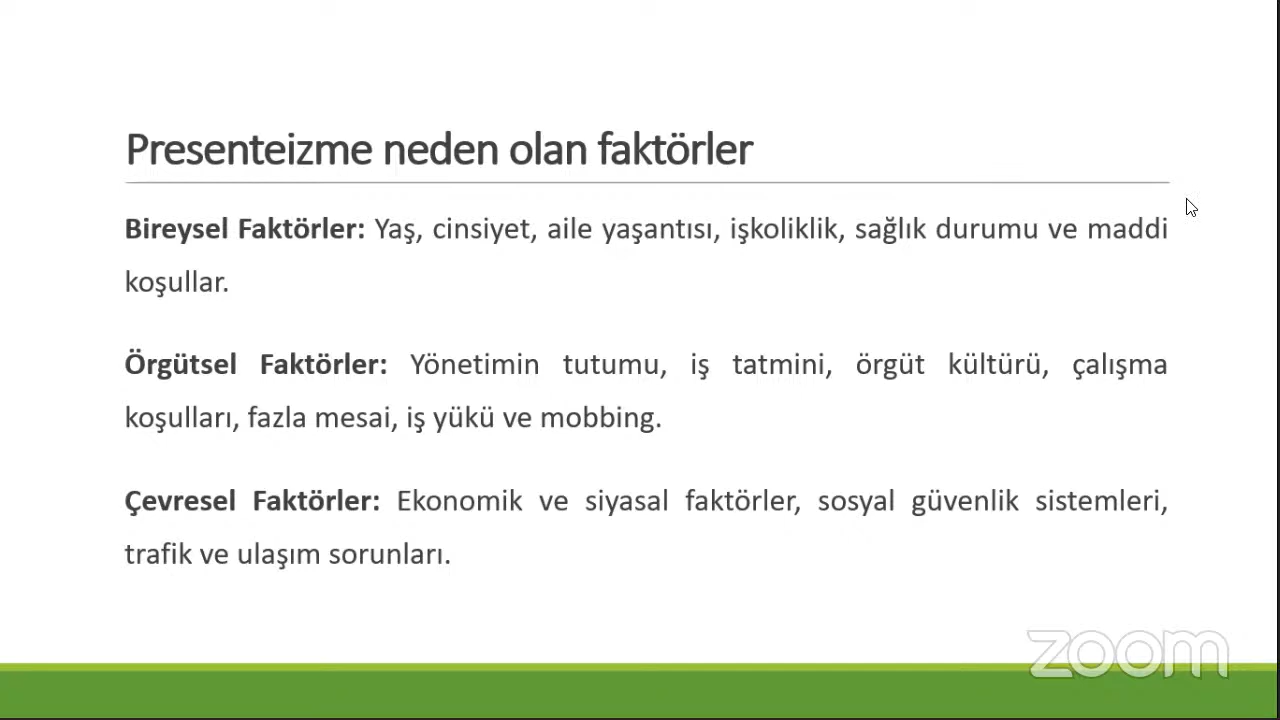 Presenteizme neden olan faktörler
Bireysel Faktörler: Yaş, cinsiyet, aile yaşantısı, işkoliklik, sağlık durumu ve maddi
koşullar.
Örgütsel Faktörler: Yönetimin tutumu, iş tatmini, örgüt kültürü, çalışma
koşulları, fazla mesai, iş yükü ve mobbing.
Çevresel Faktörler: Ekonomik ve siyasal faktörler, sosyal güvenlik sistemleri,
trafik ve ulaşım sorunları.
zoom